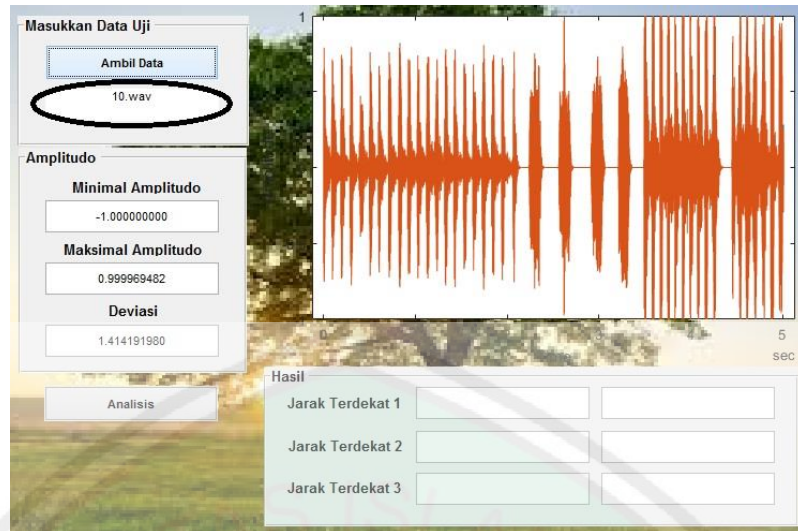 Masukkan Data Uji
Ambil Data
10.wav
Amplitudo
Minimal Amplitudo
-1.000000000
Maksimal Amplitudo
0.999969482
Deviasi
1.414191980
Analisis
1
0
5
sec
Hasil
Jarak Terdekat 1
Jarak Terdekat 2
Jarak Terdekat 3